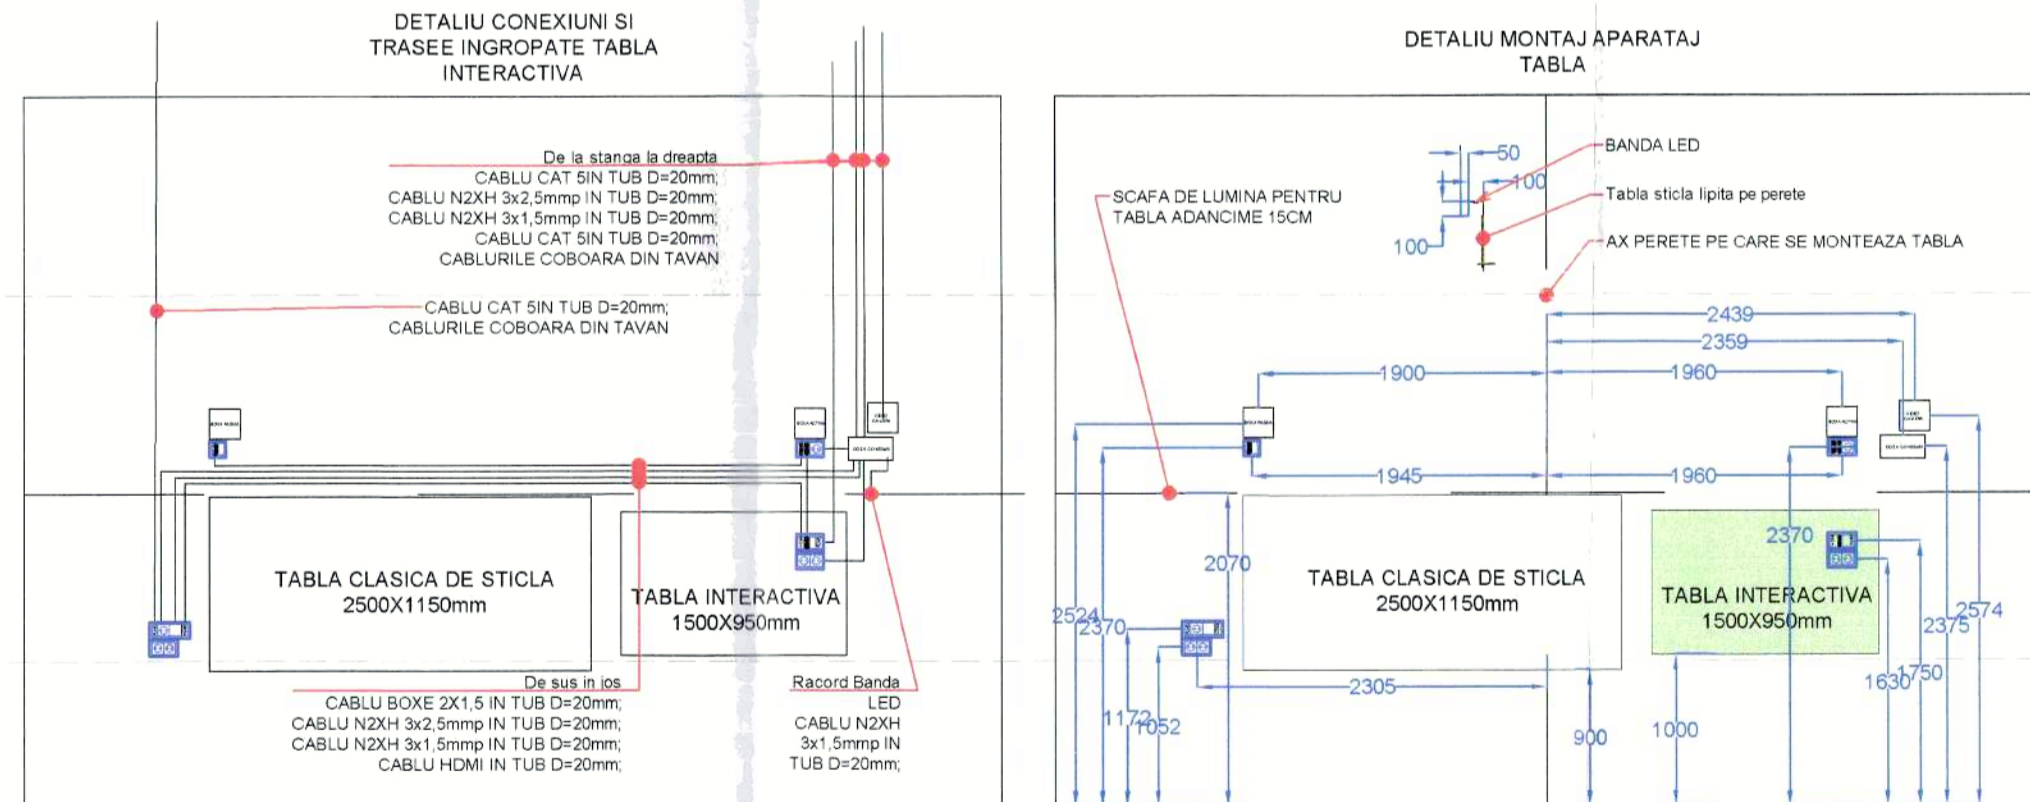 DETALIU CONEXIUNI SI
TRASEE INGROPATE TABLA
INTERACTIVA
De la stanga la dreapta
CABLU CAT 5IN TUB D=20mm;
CABLU N2XH 3x2,5mmp IN TUB D=20mm;
CABLU N2XH 3x1,5mmp IN TUB D=20mm;
CABLU CAT 5IN TUB D=20mm;
CABLURILE COBOARA DIN TAVAN
CABLU CAT 5IN TUB D=20mm;
CABLURILE COBOARA DIN TAVAN
TABLA CLASICA DE STICLA
2500X1150mm
TABLA INTERACTIVA
1500X950mm
De sus in jos
CABLU BOXE 2X1,5 IN TUB D=20mm;
CABLU N2XH 3x2,5mmp IN TUB D=20mm;
CABLU N2XH 3x1,5mmp IN TUB D=20mm;
CABLU HDMI IN TUB D=20mm;
Racord Banda
LED
CABLU N2XH
3x1,5mmp IN
TUB D=20mm;
DETALIU MONTAJ APARATAJ
TABLA
BANDA LED
50
100
Tabla sticla lipita pe perete
100
SCAFA DE LUMINA PENTRU
TABLA ADANCIME 15CM
AX PERETE PE CARE SE MONTEAZA TABLA
2439
2359
1900
1960
1945
1960
2070
2370
TABLA CLASICA DE STICLA
2500X1150mm
TABLA INTERACTIVA
1500X950mm
2524
2370
2574
2375
1750
1630
2305
1172
1052
900
1000